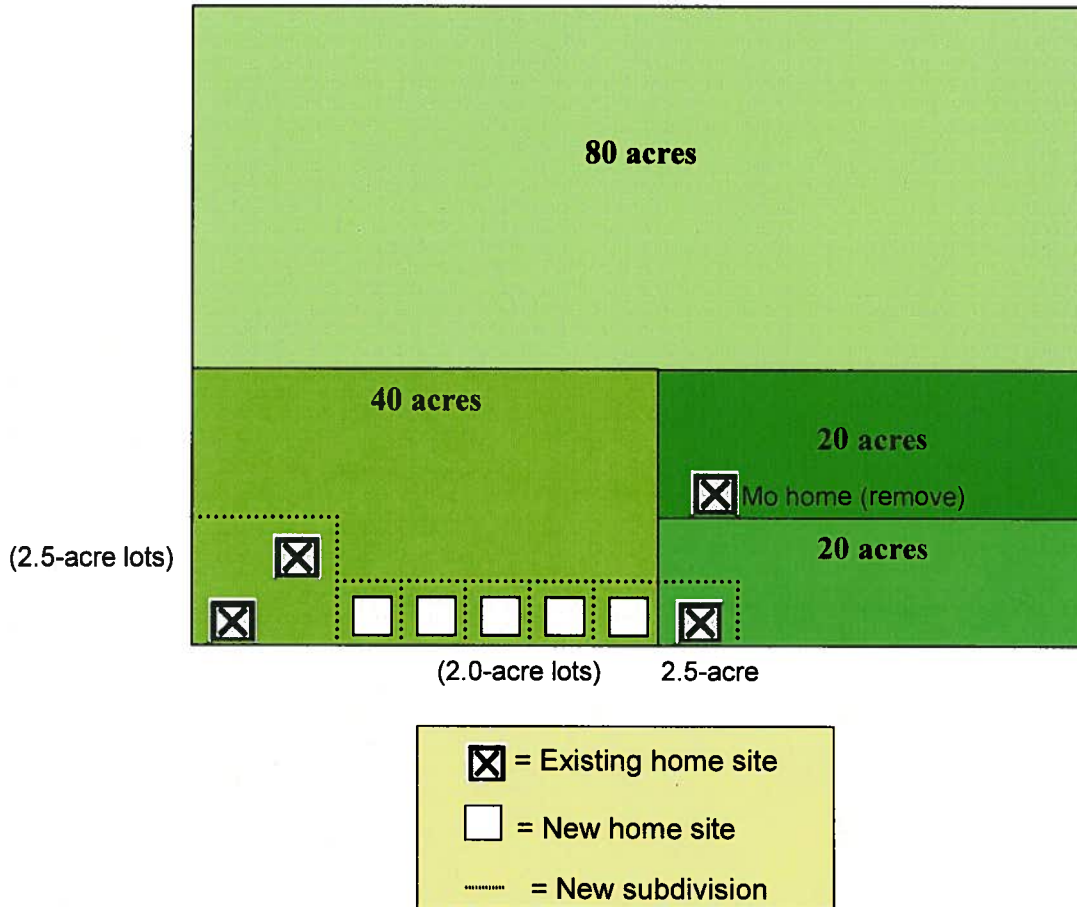 80 acres
40 acres
20 acres
Mo home (remove)
20 acres
(2.5-acre lots)
(2.0-acre lots)
2.5-acre
= Existing home site
= New home site
= New subdivision